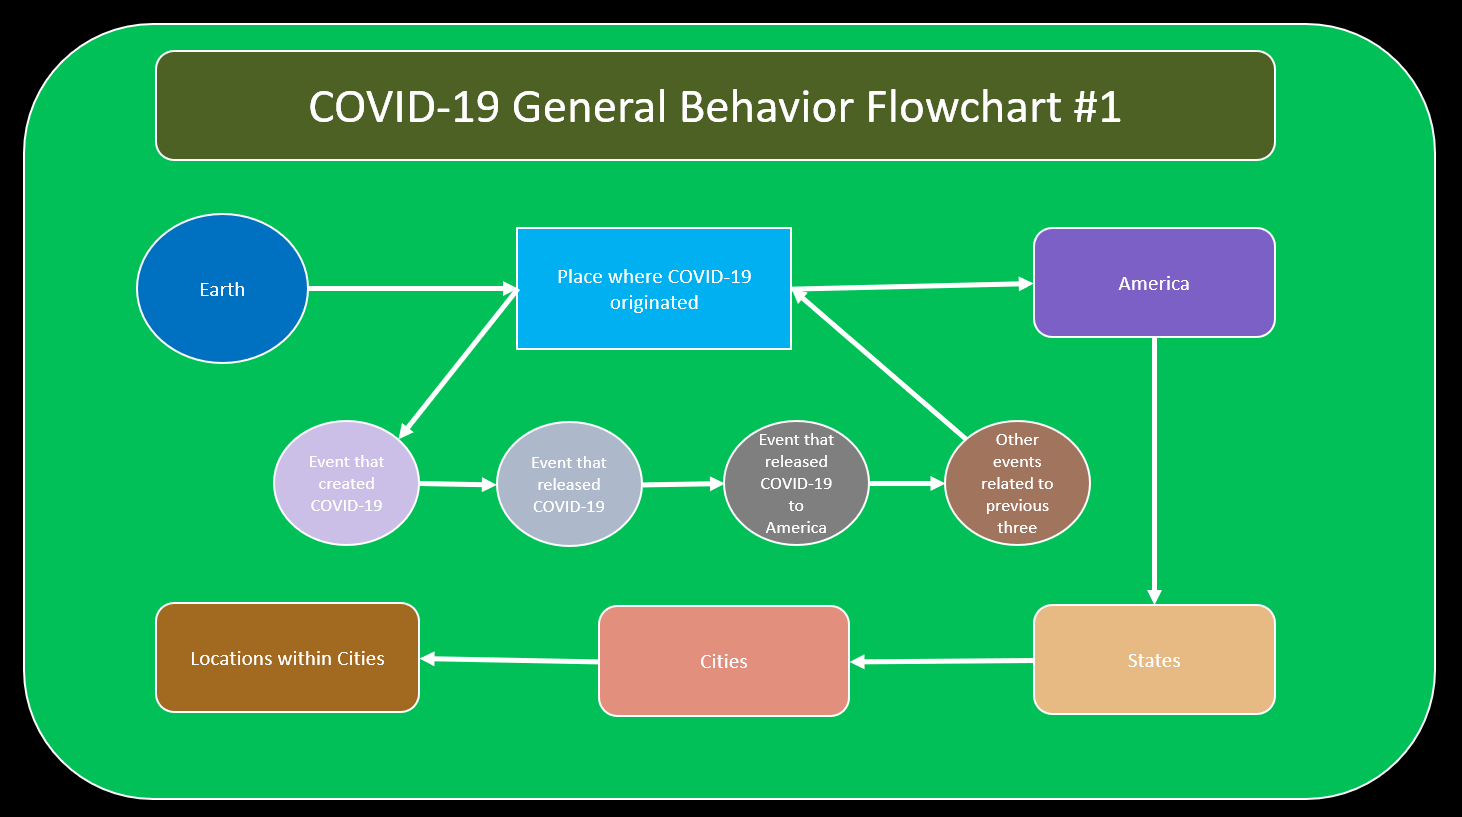 COVID-19 General Behavior Flowchart #1
Earth
Place where COVID-19
originated
America
Event that
created
COVID-19
Event that
released
COVID-19
Event that
released
COVID-19
to
America
Other
events
related to
previous
three
Locations within Cities
Cities
States